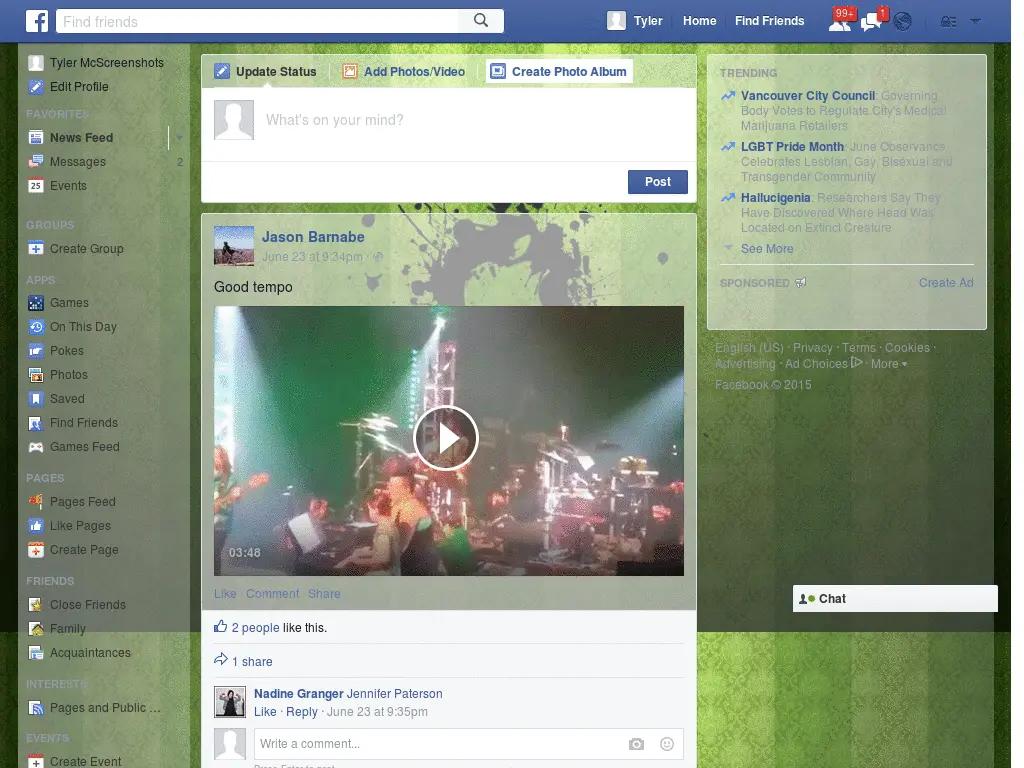 f
Find friends
Tyler
Home
Find Friends
99+
1
Tyler McScreenshots
Edit Profile
FAVORITES
News Feed
Messages
2
25
Events
GROUPS
Create Group
APPS
Games
On This Day
Pokes
Photos
Saved
Find Friends
Games Feed
PAGES
Pages Feed
Like Pages
Create Page
FRIENDS
Close Friends
Family
Acquaintances
INTERESTS
Pages and Public ...
EVENTS
Create Event
Update Status
Add Photos/Video
Create Photo Album
What's on your mind?
Post
Jason Barnabe
June 23 at 9:34pm ·
Good tempo
03:48
Like Comment Share
2 people like this.
1 share
Nadine Granger Jennifer Paterson
Like · Reply · June 23 at 9:35pm
Write a comment...
TRENDING
Vancouver City Council: Governing
Body Votes to Regulate City's Medical
Marijuana Retailers
LGBT Pride Month: June Observance
Celebrates Lesbian, Gay, Bisexual and
Transgender Community
Hallucigenia: Researchers Say They
Have Discovered Where Head Was
Located on Extinct Creature
See More
SPONSORED
Create Ad
English (US) · Privacy · Terms · Cookies ·
Advertising · Ad Choices · More
Facebook © 2015
Chat